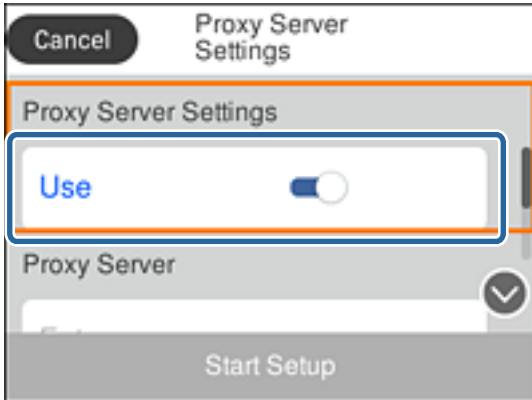 Cancel
Proxy Server
Settings
Proxy Server Settings
Use
Proxy Server
Start Setup